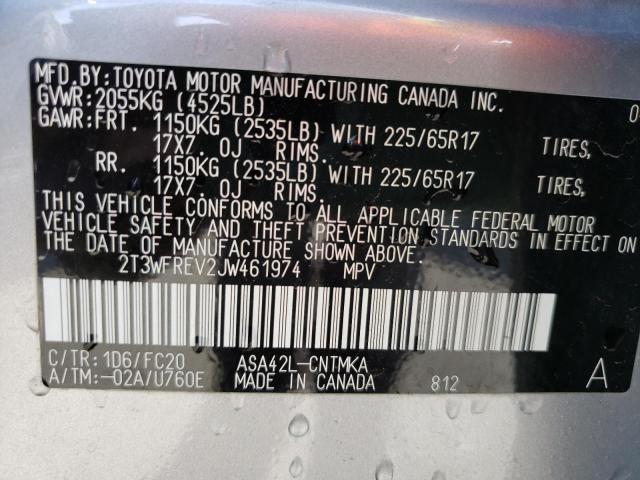 MFD.BY:TOYOTA MOTOR MANUFACTURING CANADA INC.
GVWR:2055KG (4525LB) 0
GAWR:FRT. 1150KG (2535LB) WITH 225/65R17 TIRES,
17X7 0J RIMS.
RR. 1150KG (2535LB) WITH 225/65R17 TIRES,
17X7 0J RIMS.
THIS VEHICLE CONFORMS TO ALL APPLICABLE FEDERAL MOTOR
VEHICLE SAFETY AND THEFT PREVENTION STANDARDS IN EFFECT ON
THE DATE OF MANUFACTURE SHOWN ABOVE.
2T3WFREV2JW461974 MPV
C/TR:1D6/FC20 ASA42L-CNTMKA
A/TM:-02A/U760E MADE IN CANADA 812 A